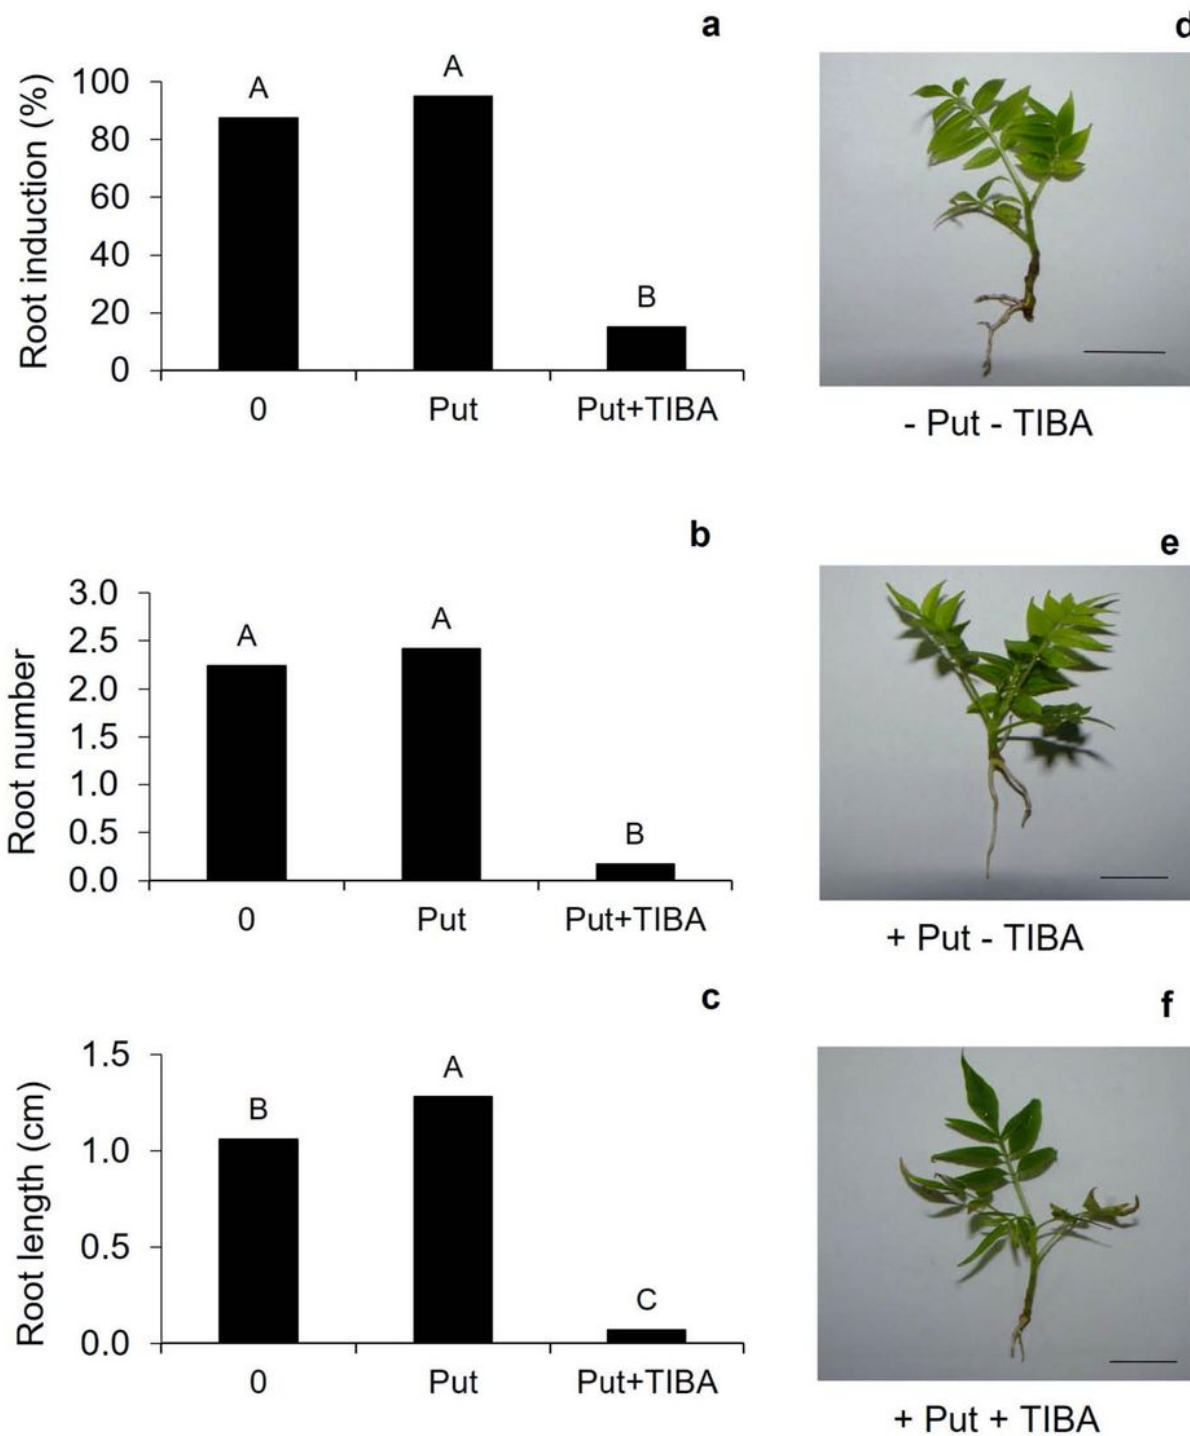 a
Root induction (%)
100
80
60
40
20
0
A
A
B
0 Put Put+TIBA
d
- Put - TIBA
b
Root number
3.0
2.5
2.0
1.5
1.0
0.5
0.0
A
A
B
0 Put Put+TIBA
e
+ Put - TIBA
c
Root length (cm)
1.5
1.0
0.5
0.0
B
A
C
0 Put Put+TIBA
f
+ Put + TIBA